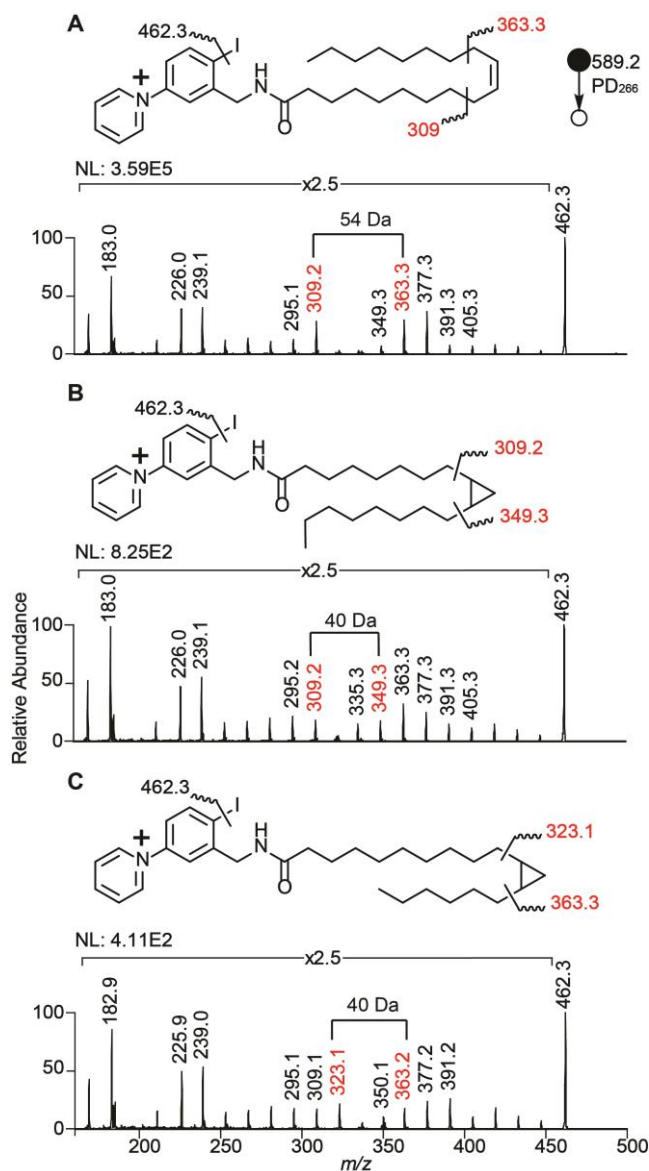 A
462.3
I
363.3
589.2
PD266
+
N
H
N
O
309
NL: 3.59E5
x2.5
100
50
0
183.0
226.0
239.1
295.1
309.2
54 Da
349.3
363.3
377.3
391.3
405.3
462.3
B
462.3
I
+
N
H
N
O
309.2
349.3
NL: 8.25E2
x2.5
Relative Abundance
100
50
0
183.0
226.0
239.1
295.2
309.2
40 Da
335.3
349.3
363.3
377.3
391.3
405.3
462.3
C
462.3
I
+
N
H
N
O
323.1
363.3
NL: 4.11E2
x2.5
100
50
0
182.9
225.9
239.0
295.1
309.1
323.1
40 Da
350.1
363.2
377.2
391.2
462.3
200 250 300 350 400 450 500
m/z